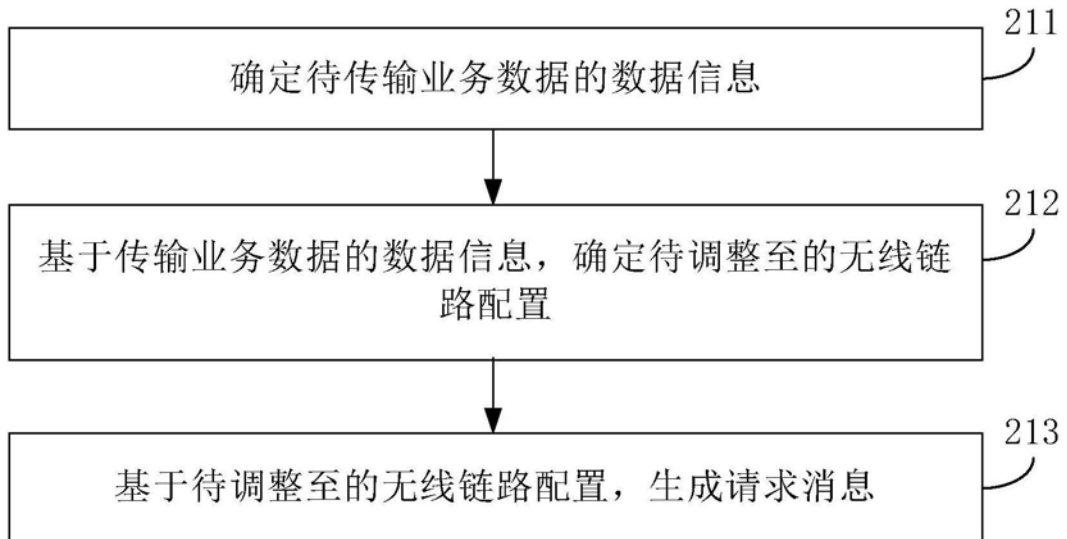 211
确定待传输业务数据的数据信息
212
基于传输业务数据的数据信息，确定待调整至的无线链
路配置
213
基于待调整至的无线链路配置，生成请求消息